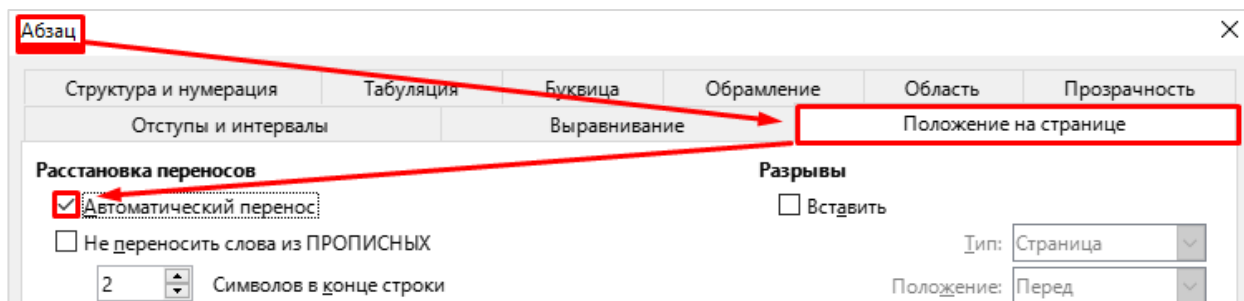 Абзац
Структура и нумерация Табуляция Буквица Обрамление Область Прозрачность
Отступы и интервалы Выравнивание Положение на странице
Расстановка переносов Разрывы
Автоматический перенос Вставить
Не переносить слова из ПРОПИСНЫХ Тип: Страница
2 Символов в конце строки Положение: Перед